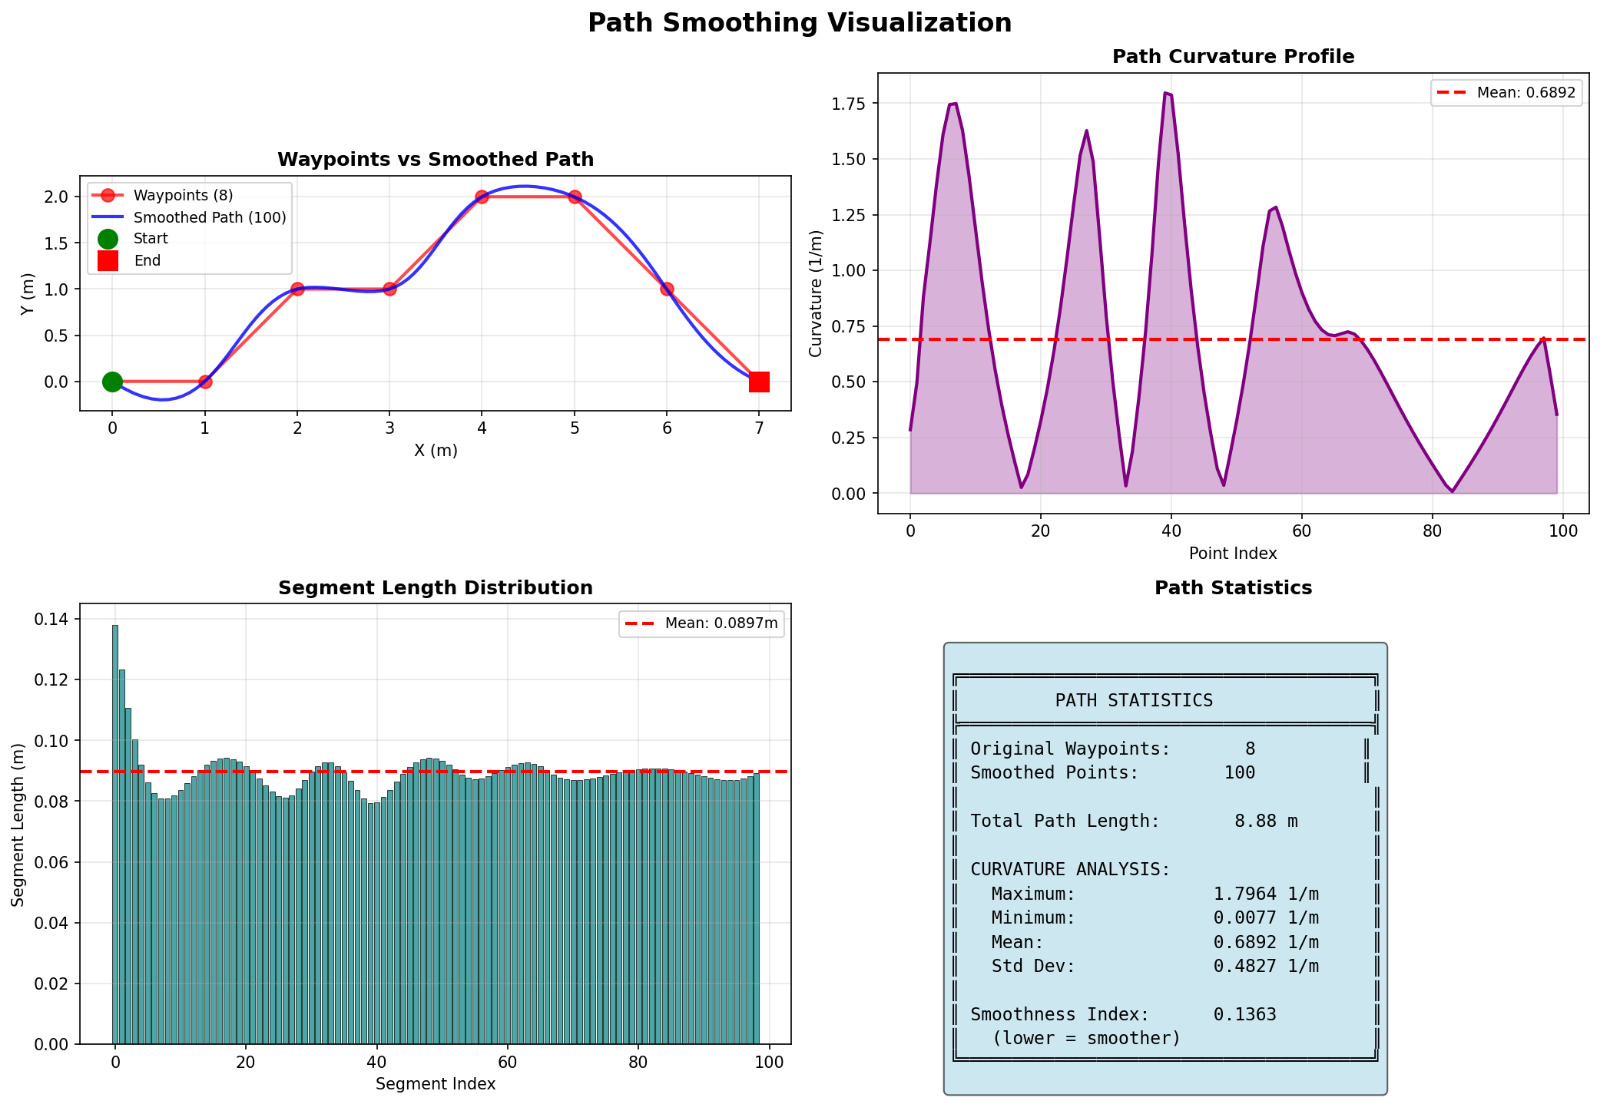 Path Smoothing Visualization
Waypoints vs Smoothed Path
Waypoints (8)
Smoothed Path (100)
Start
End
Y (m)
2.0
1.5
1.0
0.5
0.0
0 1 2 3 4 5 6 7
X (m)
Path Curvature Profile
Mean: 0.6892
Curvature (1/m)
1.75
1.50
1.25
1.00
0.75
0.50
0.25
0.00
0 20 40 60 80 100
Point Index
Segment Length Distribution
Mean: 0.0897m
Segment Length (m)
0.14
0.12
0.10
0.08
0.06
0.04
0.02
0.00
0 20 40 60 80 100
Segment Index
Path Statistics
PATH STATISTICS
Original Waypoints: 8
Smoothed Points: 100
Total Path Length: 8.88 m
CURVATURE ANALYSIS:
Maximum: 1.7964 1/m
Minimum: 0.0077 1/m
Mean: 0.6892 1/m
Std Dev: 0.4827 1/m
Smoothness Index: 0.1363
(lower = smoother)